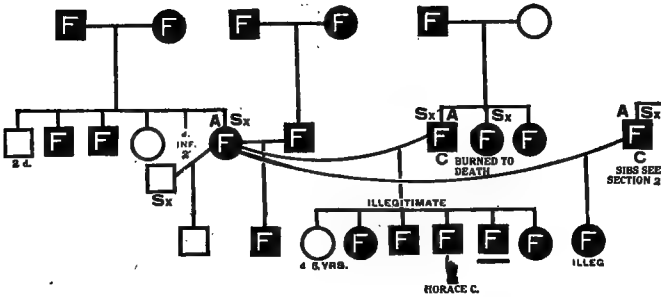 F F F F F
A Sx Sx A Sx A Sx
F F F F F F F F
2 d. d. INF. 2 C BURNED TO DEATH C SIBS SEE SECTION 2
Sx
ILLEGITIMATE
F F F F F F F
d 5, YRS. ILLEG
HORACE C.